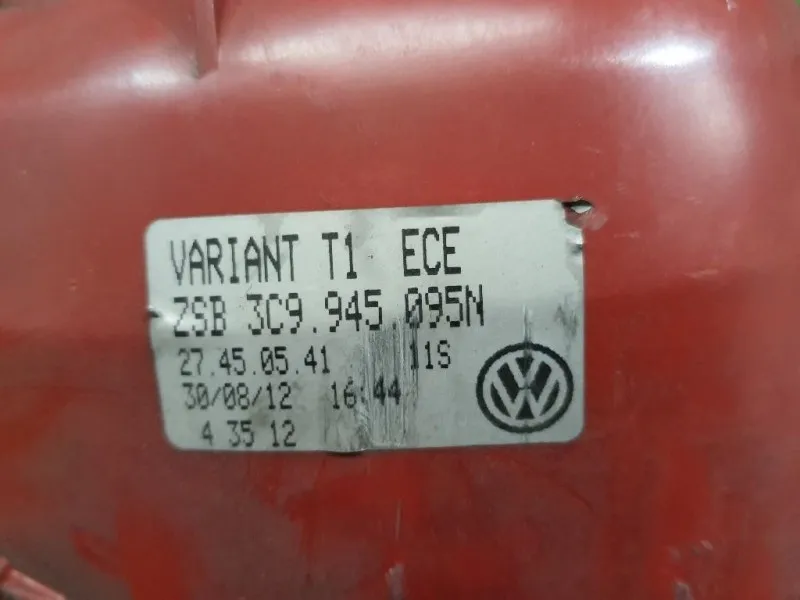 VARIANT T1 ECE
ZSB 3C9.945.095N
27.45.05.41 11S
30/08/12 16:44
4 35 12
VW